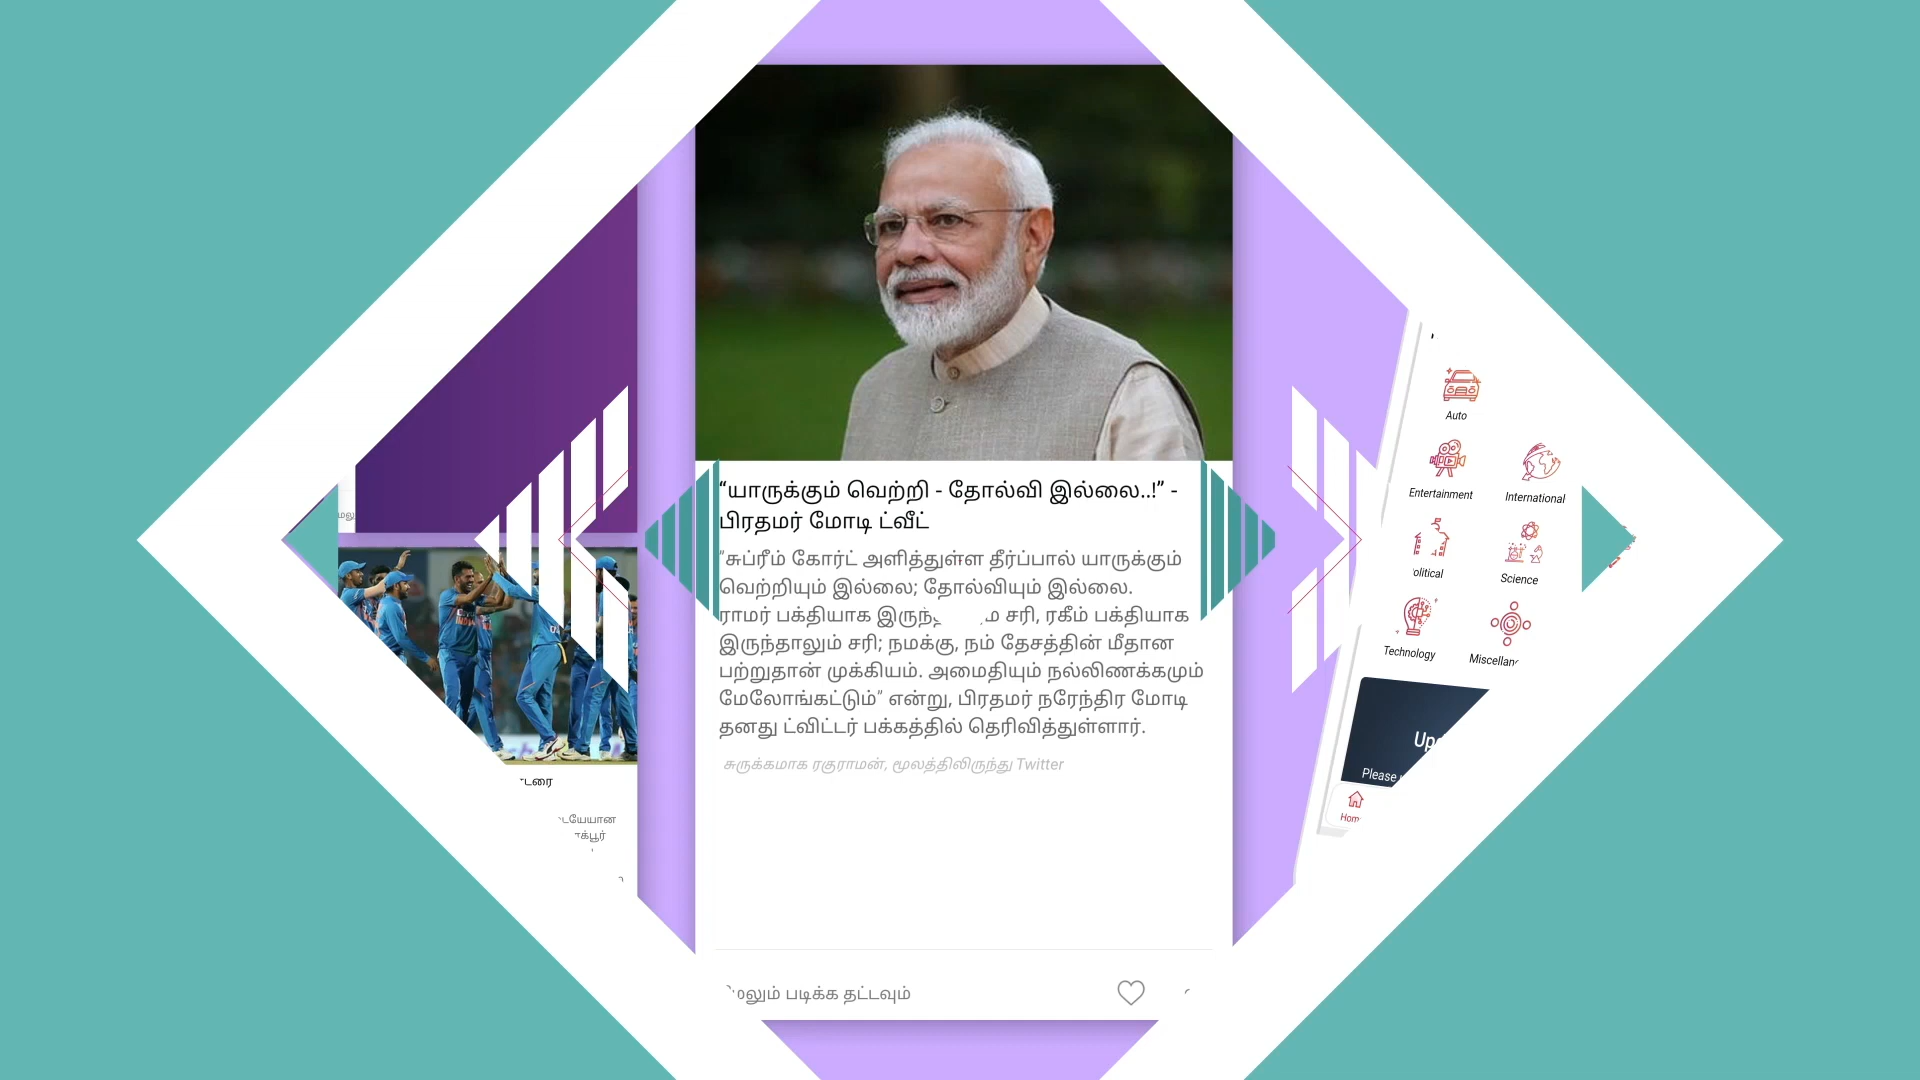 “யாருக்கும் வெற்றி - தோல்வி இல்லை..!” -
பிரதமர் மோடி ட்வீட்
"சுப்ரீம் கோர்ட் அளித்துள்ள தீர்ப்பால் யாருக்கும்
வெற்றியும் இல்லை; தோல்வியும் இல்லை.
ராமர் பக்தியாக சரி, ரகீம் பக்தியாக
இருந்தாலும் சரி; நமக்கு, நம் தேசத்தின் மீதான
பற்றுதான் முக்கியம். அமைதியும் நல்லிணக்கமும்
மேலோங்கட்டும்" என்று, பிரதமர் நரேந்திர மோடி
தனது ட்விட்டர் பக்கத்தில் தெரிவித்துள்ளார்.
சுருக்கமாக ரகுராமன், மூலத்திலிருந்து Twitter
மேலும் படிக்க தட்டவும்
Auto
Entertainment International
Science
Technology
Please